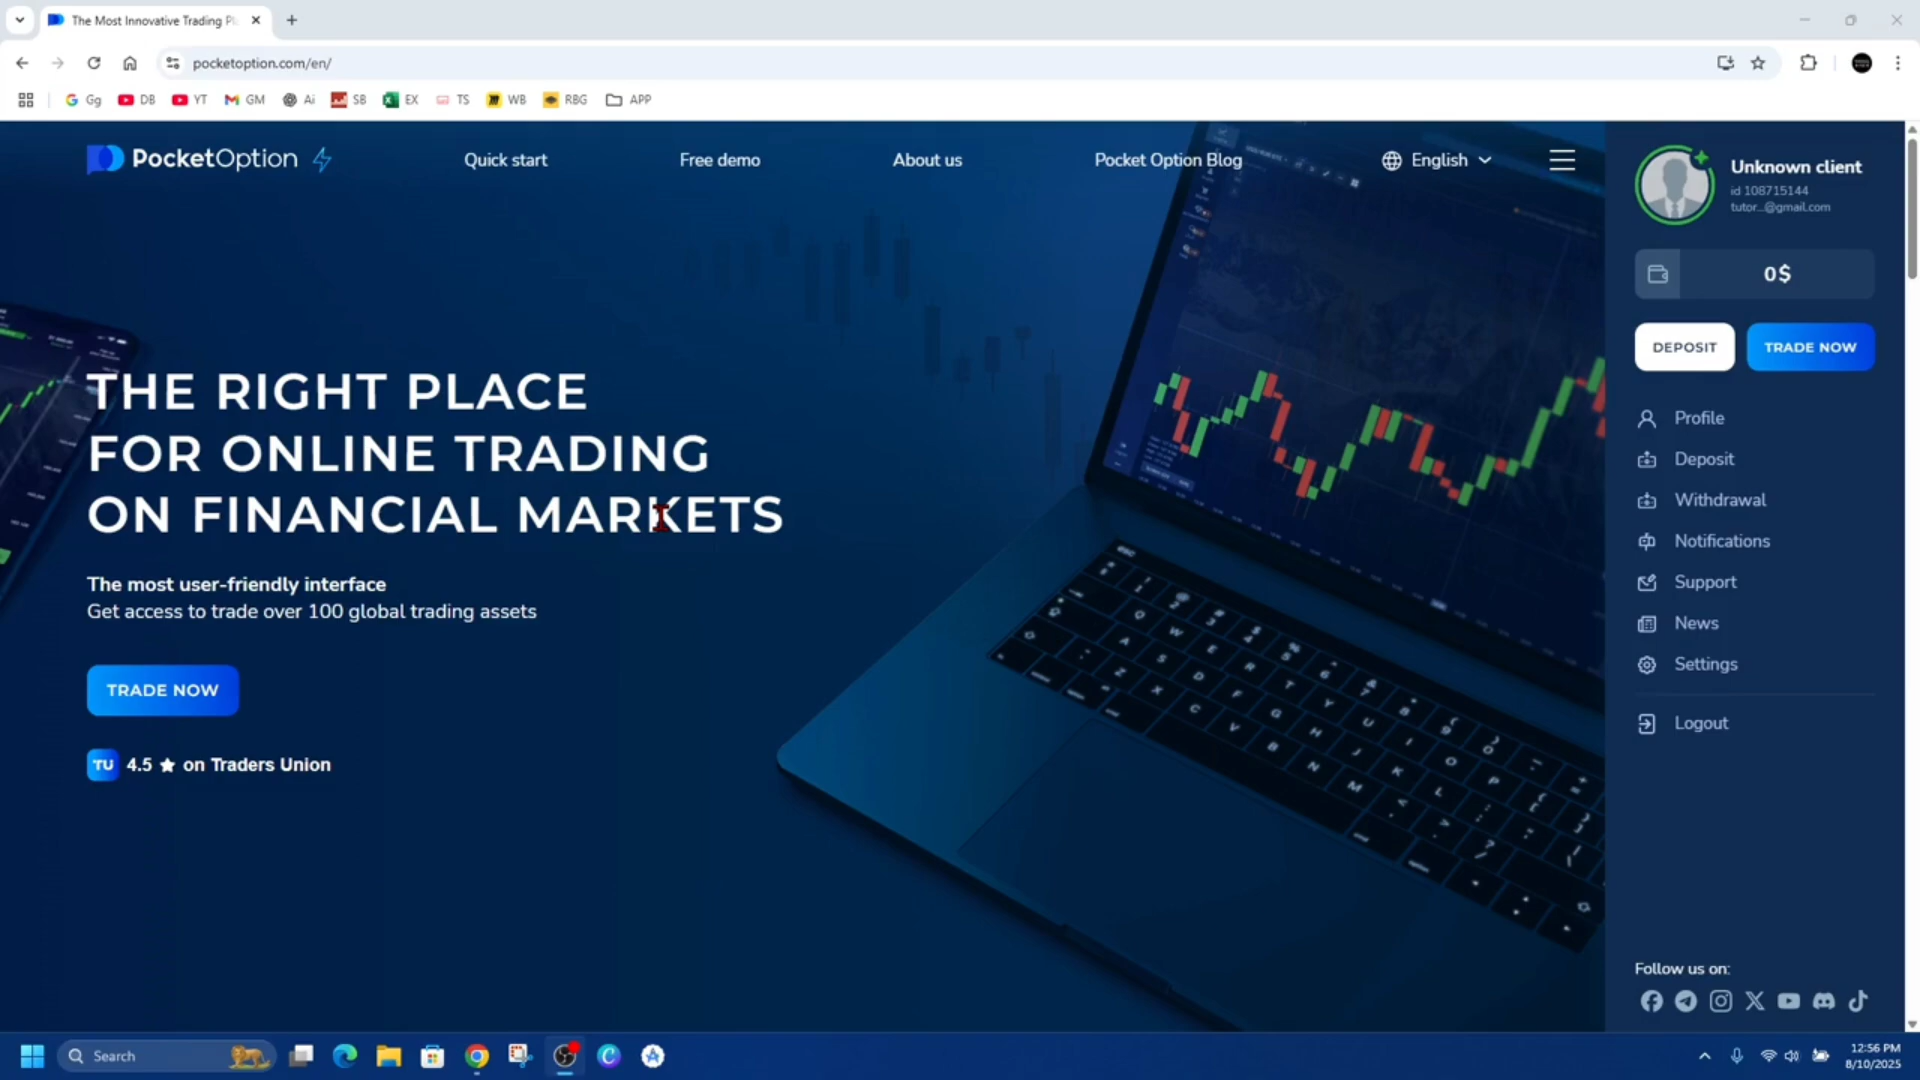 The Most Innovative Trading Pl
pocketoption.com/en/
Gg
DB
YT
GM
Ai
SB
EX
TS
WB
RBG
APP
PocketOption
Quick start
Free demo
About us
Pocket Option Blog
English
Unknown client
id 108715144
tutor...@gmail.com
0$
DEPOSIT
TRADE NOW
THE RIGHT PLACE
FOR ONLINE TRADING
ON FINANCIAL MARKETS
The most user-friendly interface
Get access to trade over 100 global trading assets
TRADE NOW
TU 4.5 ★ on Traders Union
Profile
Deposit
Withdrawal
Notifications
Support
News
Settings
Logout
Follow us on:
Search
12:56 PM
8/10/2025